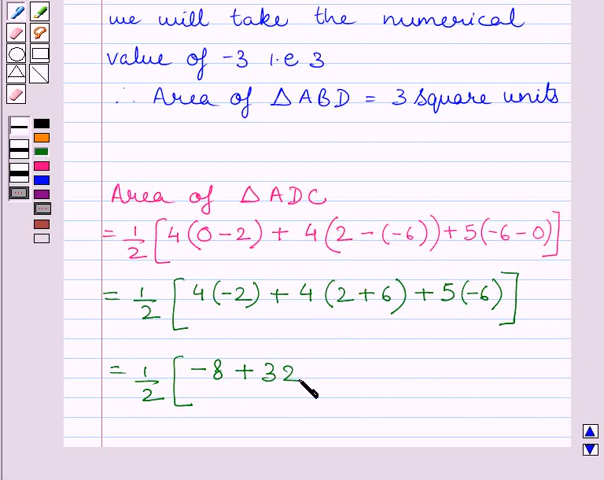 we will take the numerical
value of -3 i.e 3
∴ Area of △ABD = 3 square units
Area of △ADC
= 1/2 [4(0-2) + 4(2-(-6)) + 5(-6-0)]
= 1/2 [4(-2) + 4(2+6) + 5(-6)]
= 1/2 [-8 + 32